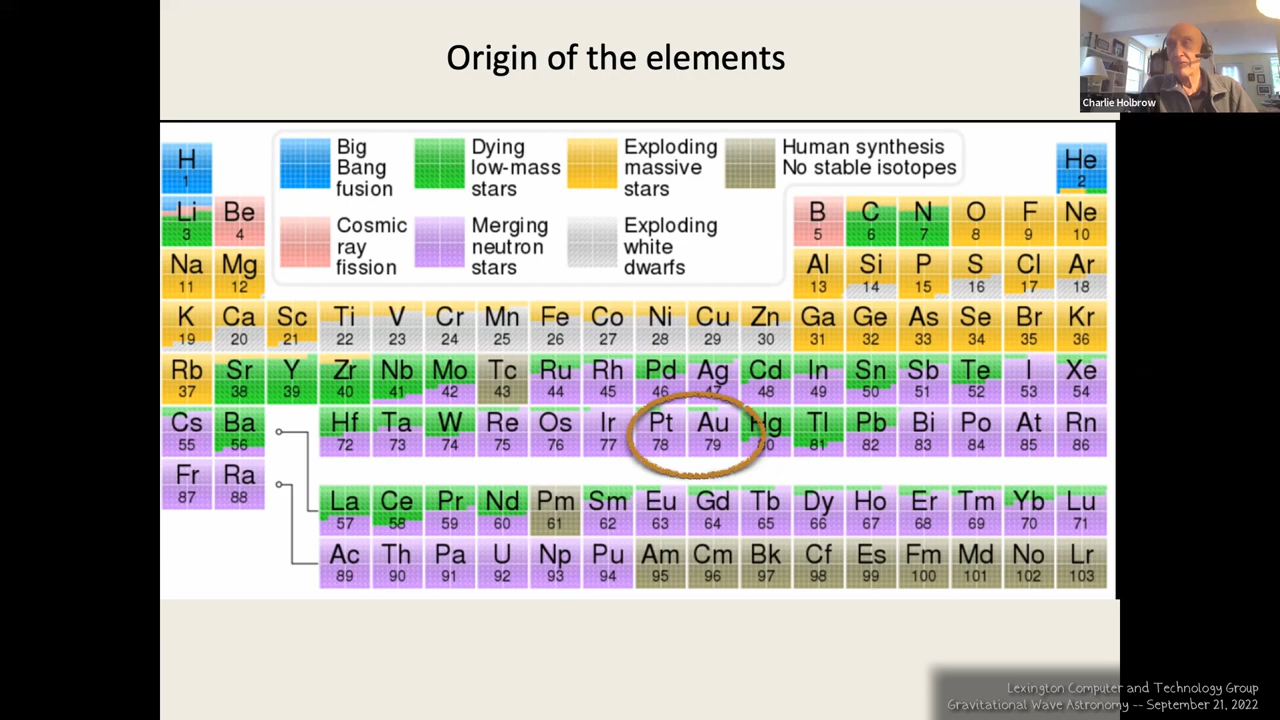 Origin of the elements
Charlie Holbrow
Big
Bang
fusion
Dying
low-mass
stars
Exploding
massive
stars
Human synthesis
No stable isotopes
Cosmic
ray
fission
Merging
neutron
stars
Exploding
white
dwarfs
H He
1 2
Li Be B C N O F Ne
3 4 5 6 7 8 9 10
Na Mg Al Si P S Cl Ar
11 12 13 14 15 16 17 18
K Ca Sc Ti V Cr Mn Fe Co Ni Cu Zn Ga Ge As Se Br Kr
19 20 21 22 23 24 25 26 27 28 29 30 31 32 33 34 35 36
Rb Sr Y Zr Nb Mo Tc Ru Rh Pd Ag Cd In Sn Sb Te I Xe
37 38 39 40 41 42 43 44 45 46 47 48 49 50 51 52 53 54
Cs Ba Hf Ta W Re Os Ir Pt Au Hg Tl Pb Bi Po At Rn
55 56 72 73 74 75 76 77 78 79 80 81 82 83 84 85 86
Fr Ra
87 88
La Ce Pr Nd Pm Sm Eu Gd Tb Dy Ho Er Tm Yb Lu
57 58 59 60 61 62 63 64 65 66 67 68 69 70 71
Ac Th Pa U Np Pu Am Cm Bk Cf Es Fm Md No Lr
89 90 91 92 93 94 95 96 97 98 99 100 101 102 103
Lexington Computer and Technology Group
Gravitational Wave Astronomy -- September 21, 2022